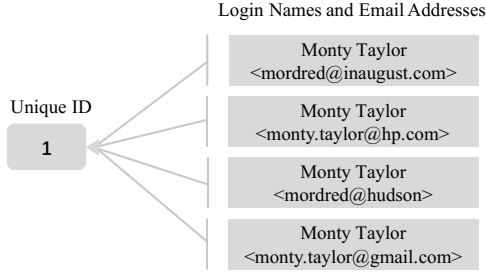 Login Names and Email Addresses
Monty Taylor
<mordred@inaugust.com>
Monty Taylor
<monty.taylor@hp.com>
Unique ID
1
Monty Taylor
<mordred@hudson>
Monty Taylor
<monty.taylor@gmail.com>